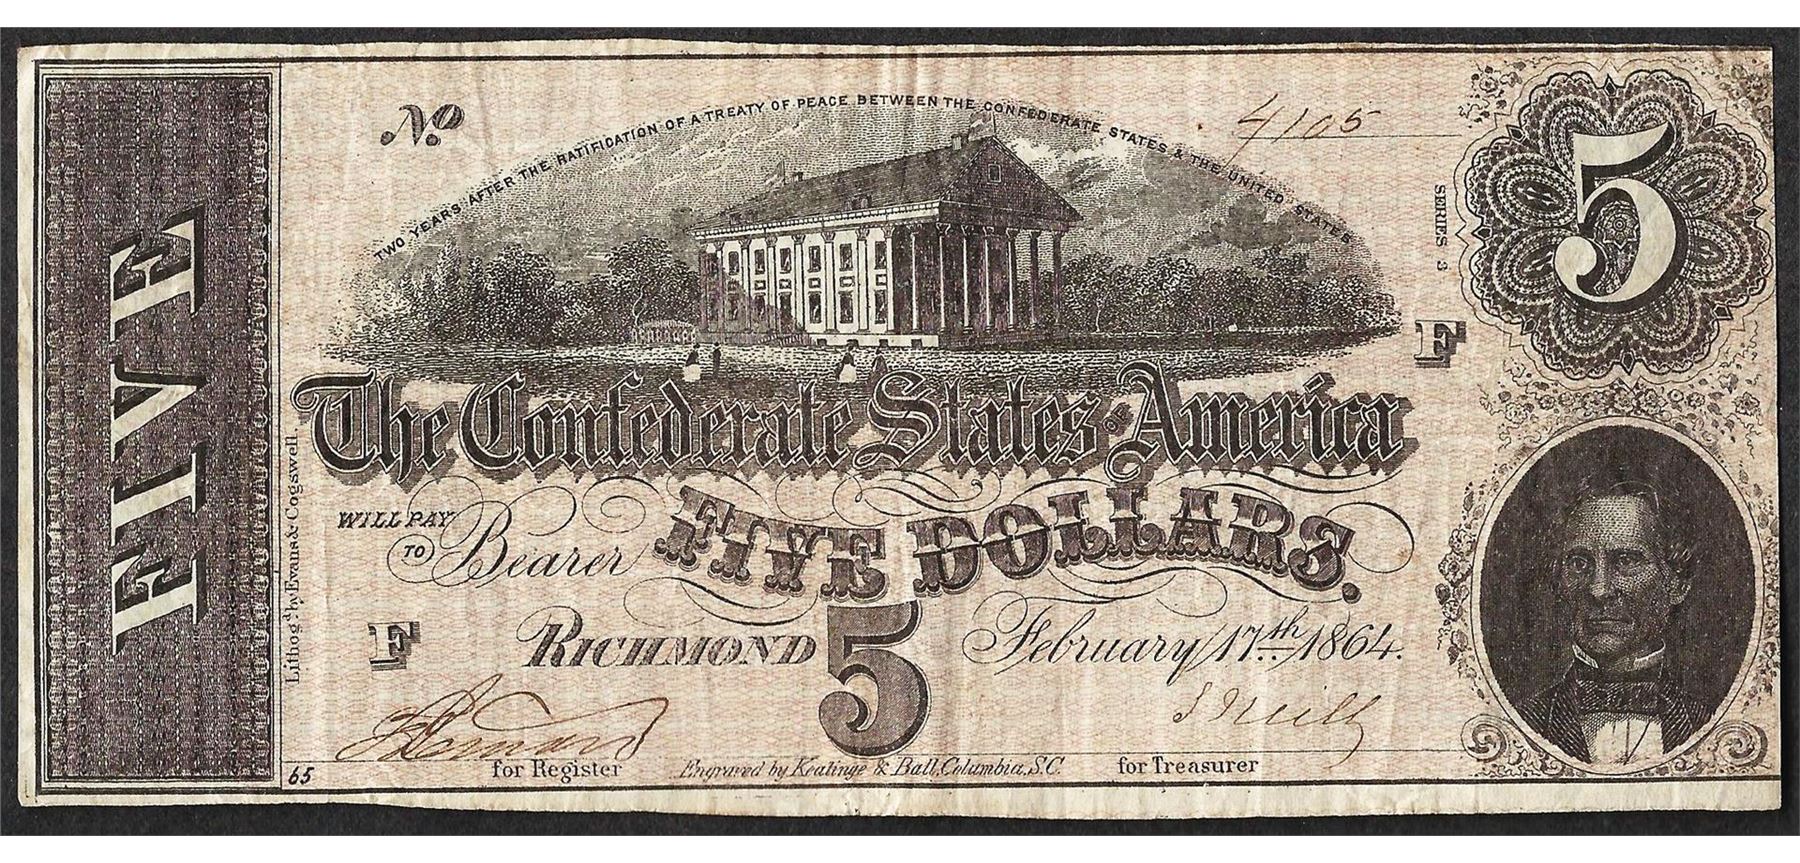 No 4105
TWO YEARS AFTER THE RATIFICATION OF A TREATY OF PEACE BETWEEN THE CONFEDERATE STATES & THE UNITED STATES
5
SERIES 3
F
FIVE
The Confederate States of America
WILL PAY
TO Bearer FIVE DOLLARS.
F
RICHMOND 5 February 17th 1864.
for Register
for Treasurer
Engraved by Keatinge & Ball, Columbia, S.C.
65
Lithog'd by Evans & Cogswell